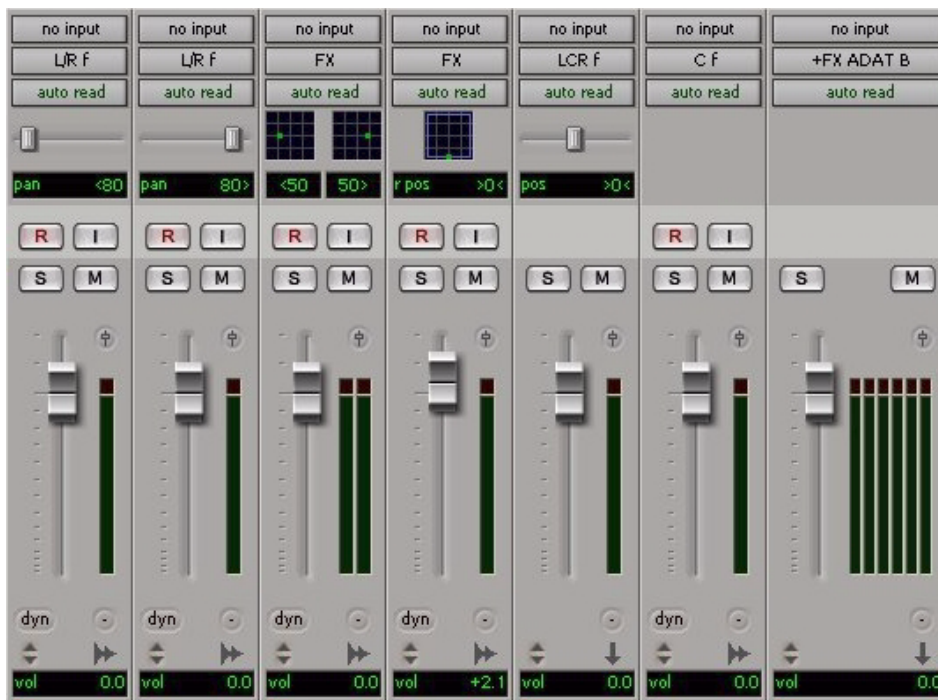 no input no input no input no input no input no input no input
L/R f L/R f FX FX LCR f C f +FX ADAT B
auto read auto read auto read auto read auto read auto read auto read
pan <80 pan 80> <50 50> r pos >0< pos >0<
R I R I R I R I R I
S M S M S M S M S M S M S M
dyn - dyn - dyn - dyn - - dyn - -
vol 0.0 vol 0.0 vol 0.0 vol +2.1 vol 0.0 vol 0.0 vol 0.0